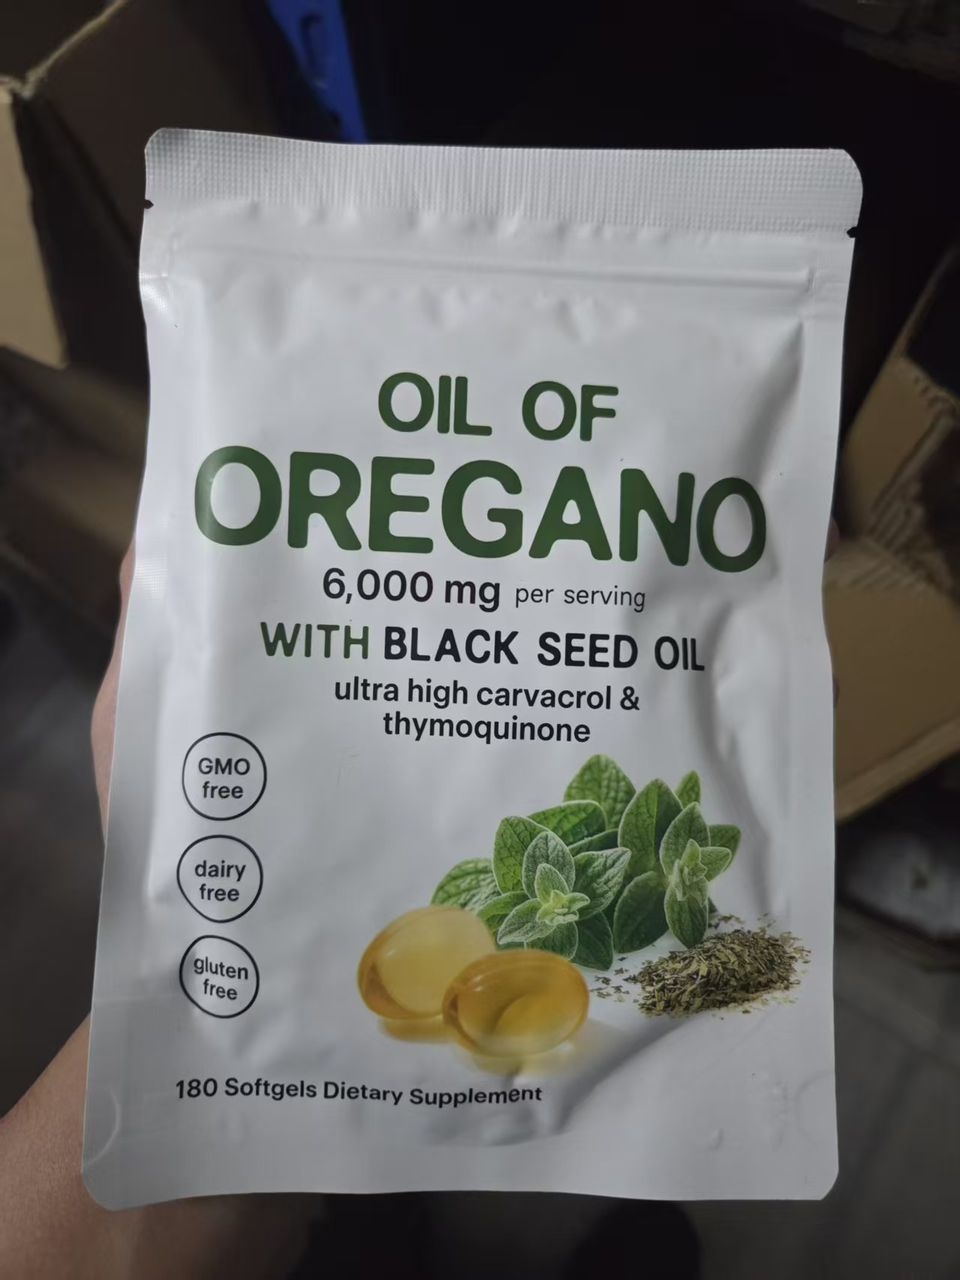 OIL OF
OREGANO
6,000 mg per serving
WITH BLACK SEED OIL
ultra high carvacrol &
thymoquinone
GMO
free
dairy
free
gluten
free
180 Softgels Dietary Supplement